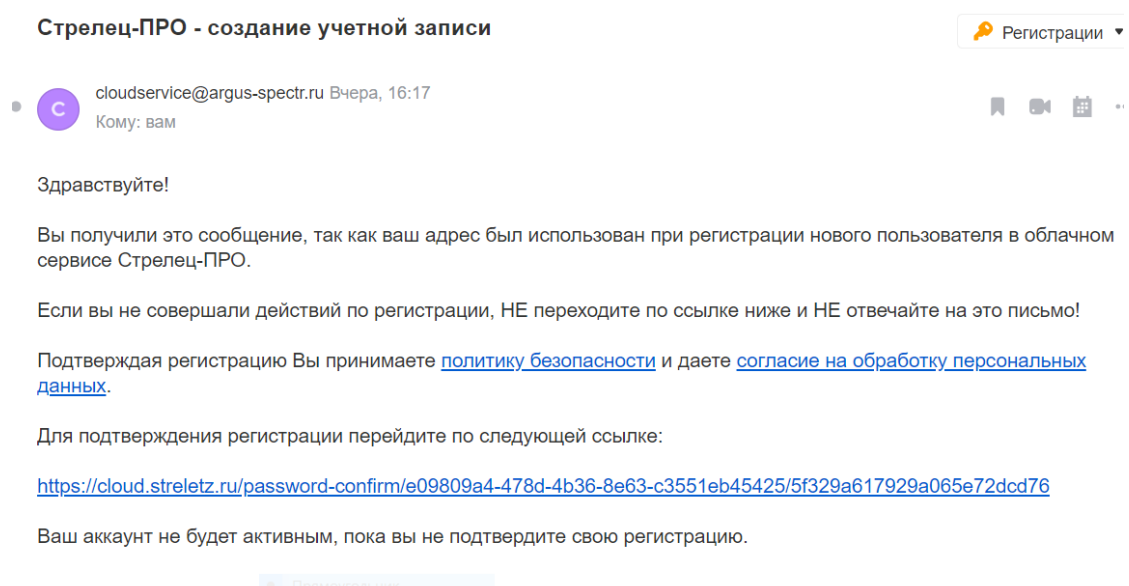 Стрелец-ПРО - создание учетной записи
Регистрации
С
cloudservice@argus-spectr.ru Вчера, 16:17
Кому: вам
Здравствуйте!
Вы получили это сообщение, так как ваш адрес был использован при регистрации нового пользователя в облачном
сервисе Стрелец-ПРО.
Если вы не совершали действий по регистрации, НЕ переходите по ссылке ниже и НЕ отвечайте на это письмо!
Подтверждая регистрацию Вы принимаете политику безопасности и даете согласие на обработку персональных
данных.
Для подтверждения регистрации перейдите по следующей ссылке:
https://cloud.streletz.ru/password-confirm/e09809a4-478d-4b36-8e63-c3551eb45425/5f329a617929a065e72dcd76
Ваш аккаунт не будет активным, пока вы не подтвердите свою регистрацию.